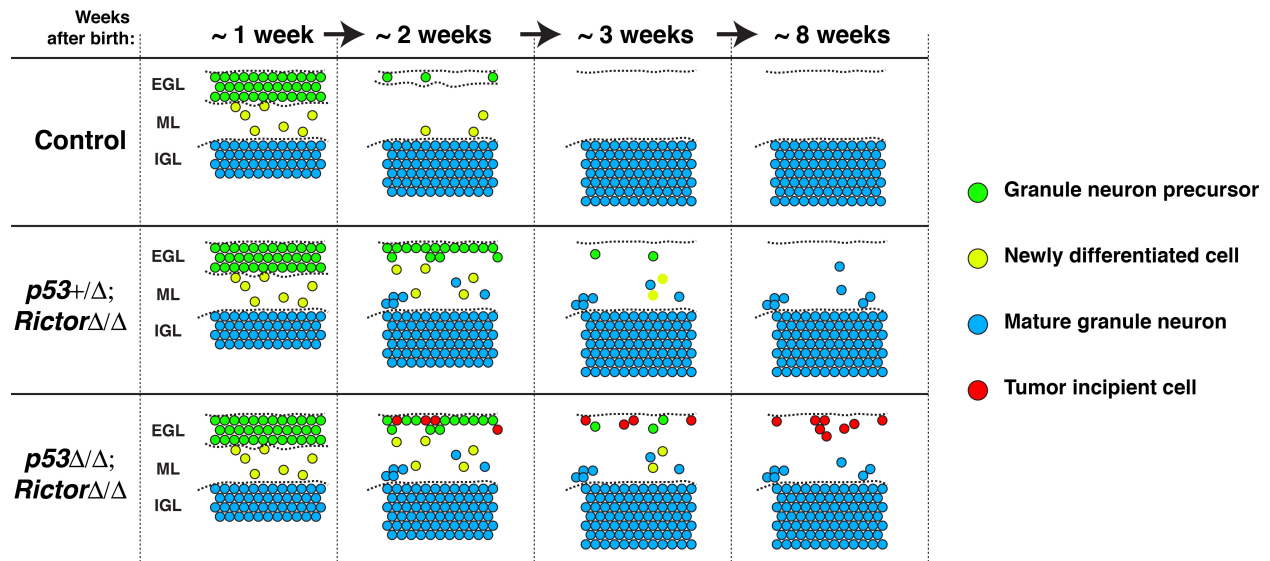 Weeks
after birth:
~ 1 week
~ 2 weeks
~ 3 weeks
~ 8 weeks
Control
EGL
ML
IGL
p53+/Δ;
RictorΔ/Δ
EGL
ML
IGL
p53Δ/Δ;
RictorΔ/Δ
EGL
ML
IGL
Granule neuron precursor
Newly differentiated cell
Mature granule neuron
Tumor incipient cell